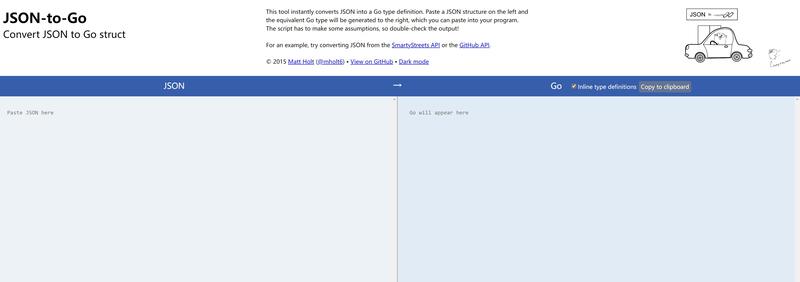 JSON-to-Go
Convert JSON to Go struct
This tool instantly converts JSON into a Go type definition. Paste a JSON structure on the left and
the equivalent Go type will be generated to the right, which you can paste into your program.
The script has to make some assumptions, so double-check the output!
For an example, try converting JSON from the SmartyStreets API or the GitHub API.
© 2015 Matt Holt (@mholt6) • View on GitHub • Dark mode
JSON =
JSON
→
Go
Inline type definitions
Copy to clipboard
Paste JSON here
Go will appear here